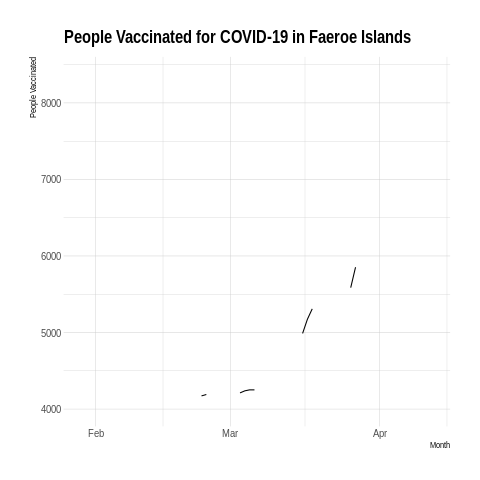 People Vaccinated for COVID-19 in Faeroe Islands
People Vaccinated
8000
7000
6000
5000
4000
Feb Mar Apr
Month